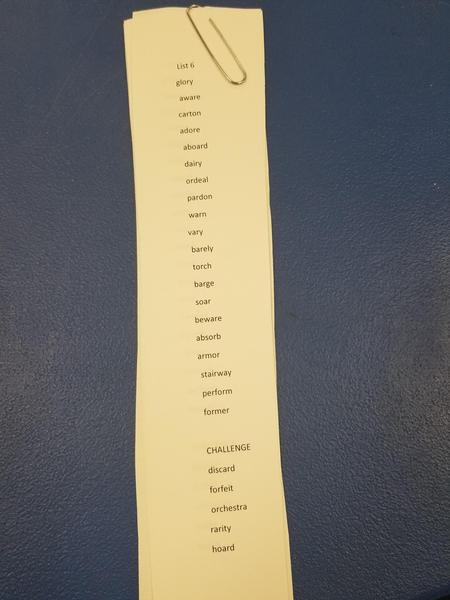 List 6
glory
aware
carton
adore
aboard
dairy
ordeal
pardon
warn
vary
barely
torch
barge
soar
beware
absorb
armor
stairway
perform
former
CHALLENGE
discard
forfeit
orchestra
rarity
hoard